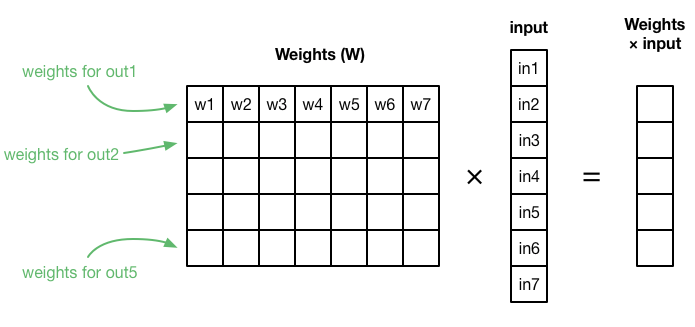 Weights (W)
input
Weights
× input
weights for out1
weights for out2
weights for out5
w1 w2 w3 w4 w5 w6 w7
×
in1
in2
in3
in4
in5
in6
in7
=